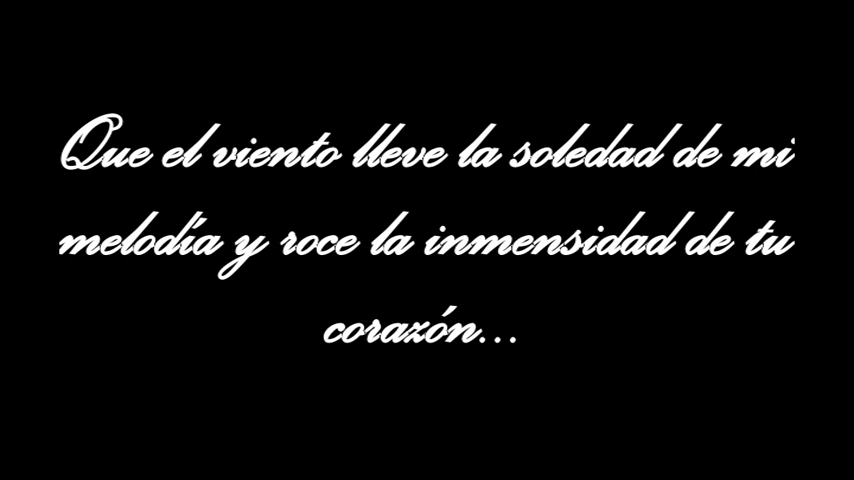 Que el viento lleve la soledad de mi
melodía y roce la inmensidad de tu
corazón...